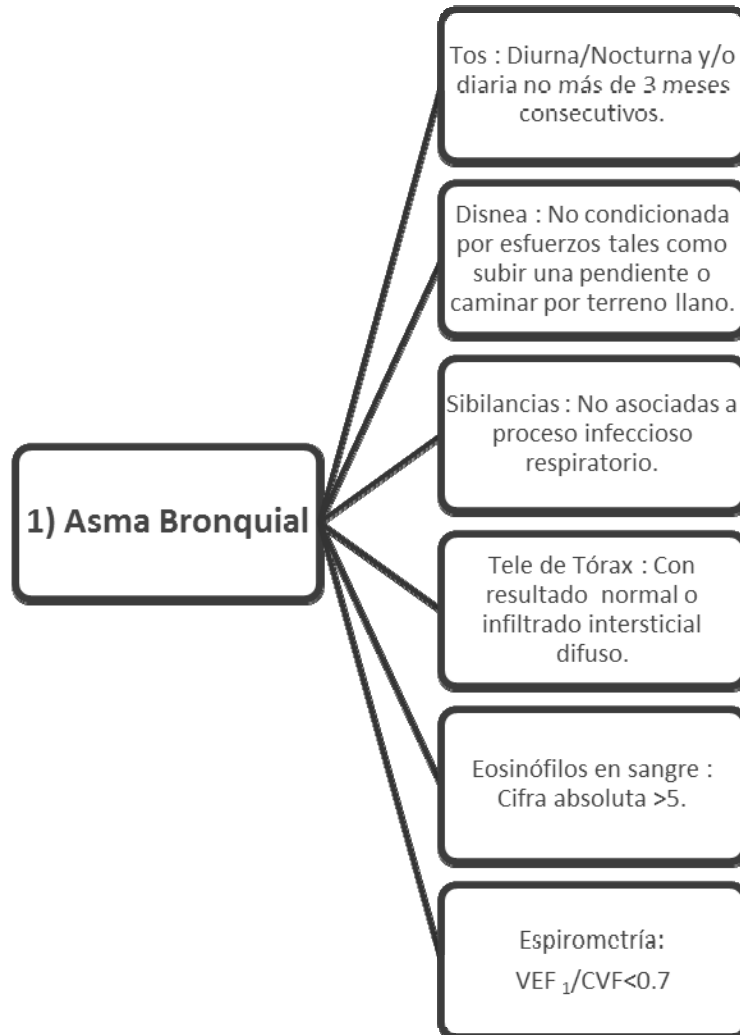 Tos : Diurna/Nocturna y/o
diaria no más de 3 meses
consecutivos.
Disnea : No condicionada
por esfuerzos tales como
subir una pendiente o
caminar por terreno llano.
Sibilancias : No asociadas a
proceso infeccioso
respiratorio.
1) Asma Bronquial
Tele de Tórax : Con
resultado normal o
infiltrado intersticial
difuso.
Eosinófilos en sangre :
Cifra absoluta >5.
Espirometría:
VEF ₁/CVF<0.7